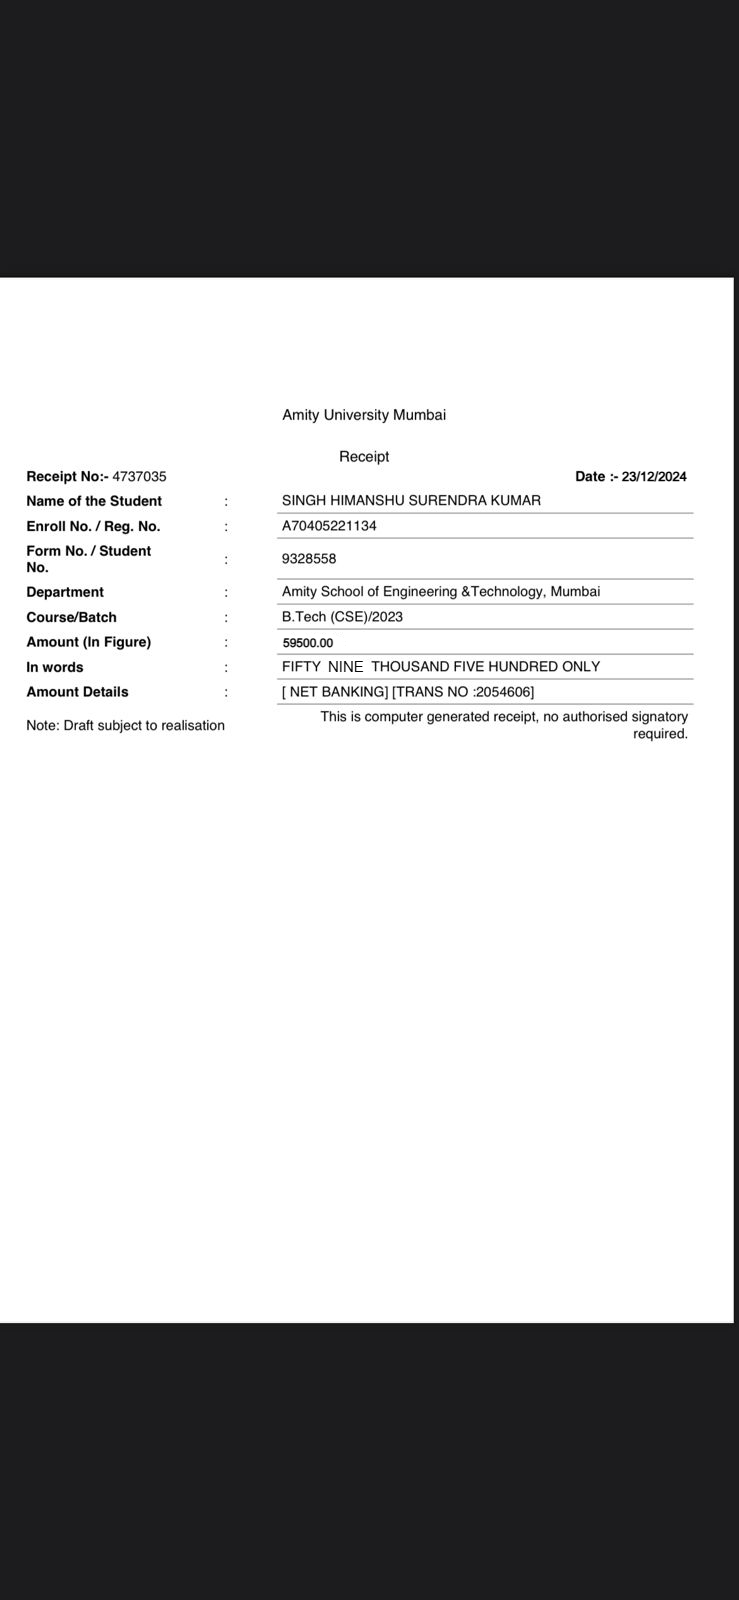 Amity University Mumbai
Receipt
Receipt No:- 4737035 Date :- 23/12/2024
Name of the Student : SINGH HIMANSHU SURENDRA KUMAR
Enroll No. / Reg. No. : A70405221134
Form No. / Student No. : 9328558
Department : Amity School of Engineering &Technology, Mumbai
Course/Batch : B.Tech (CSE)/2023
Amount (In Figure) : 59500.00
In words : FIFTY NINE THOUSAND FIVE HUNDRED ONLY
Amount Details : [ NET BANKING] [TRANS NO :2054606]
Note: Draft subject to realisation
This is computer generated receipt, no authorised signatory
required.